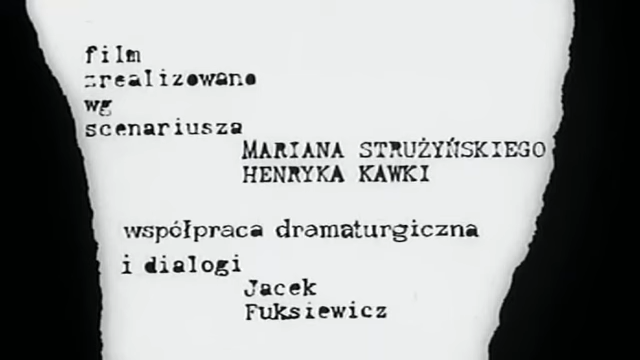 film
zrealizowano
wg
scenariusza
MARIANA STRUŻYŃSKIEGO
HENRYKA KAWKI
współpraca dramaturgiczna
i dialogi
Jacek
Fuksiewicz